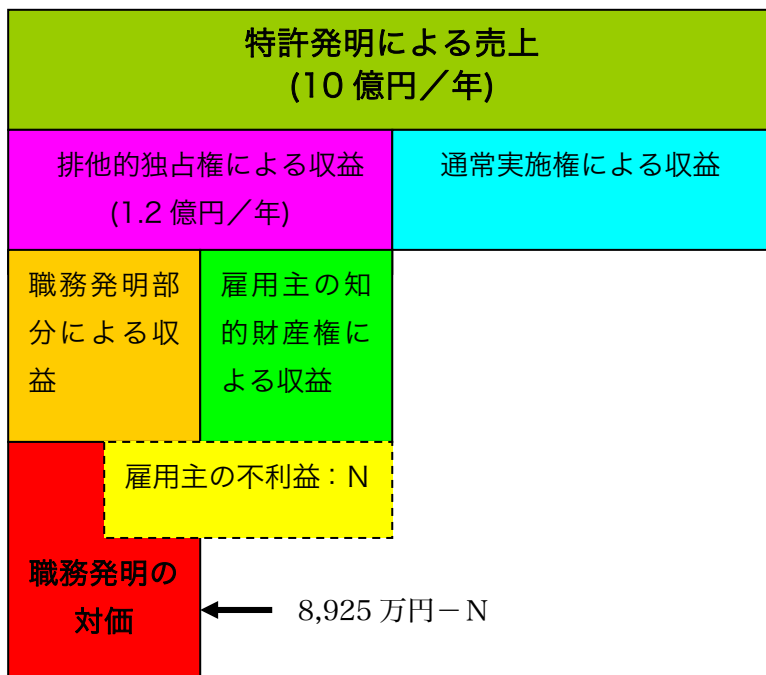 特許発明による売上
(10億円／年)
排他的独占権による収益
(1.2億円／年)
通常実施権による収益
職務発明部
分による収
益
雇用主の知
的財産権に
よる収益
雇用主の不利益：N
職務発明の
対価
8,925万円－N